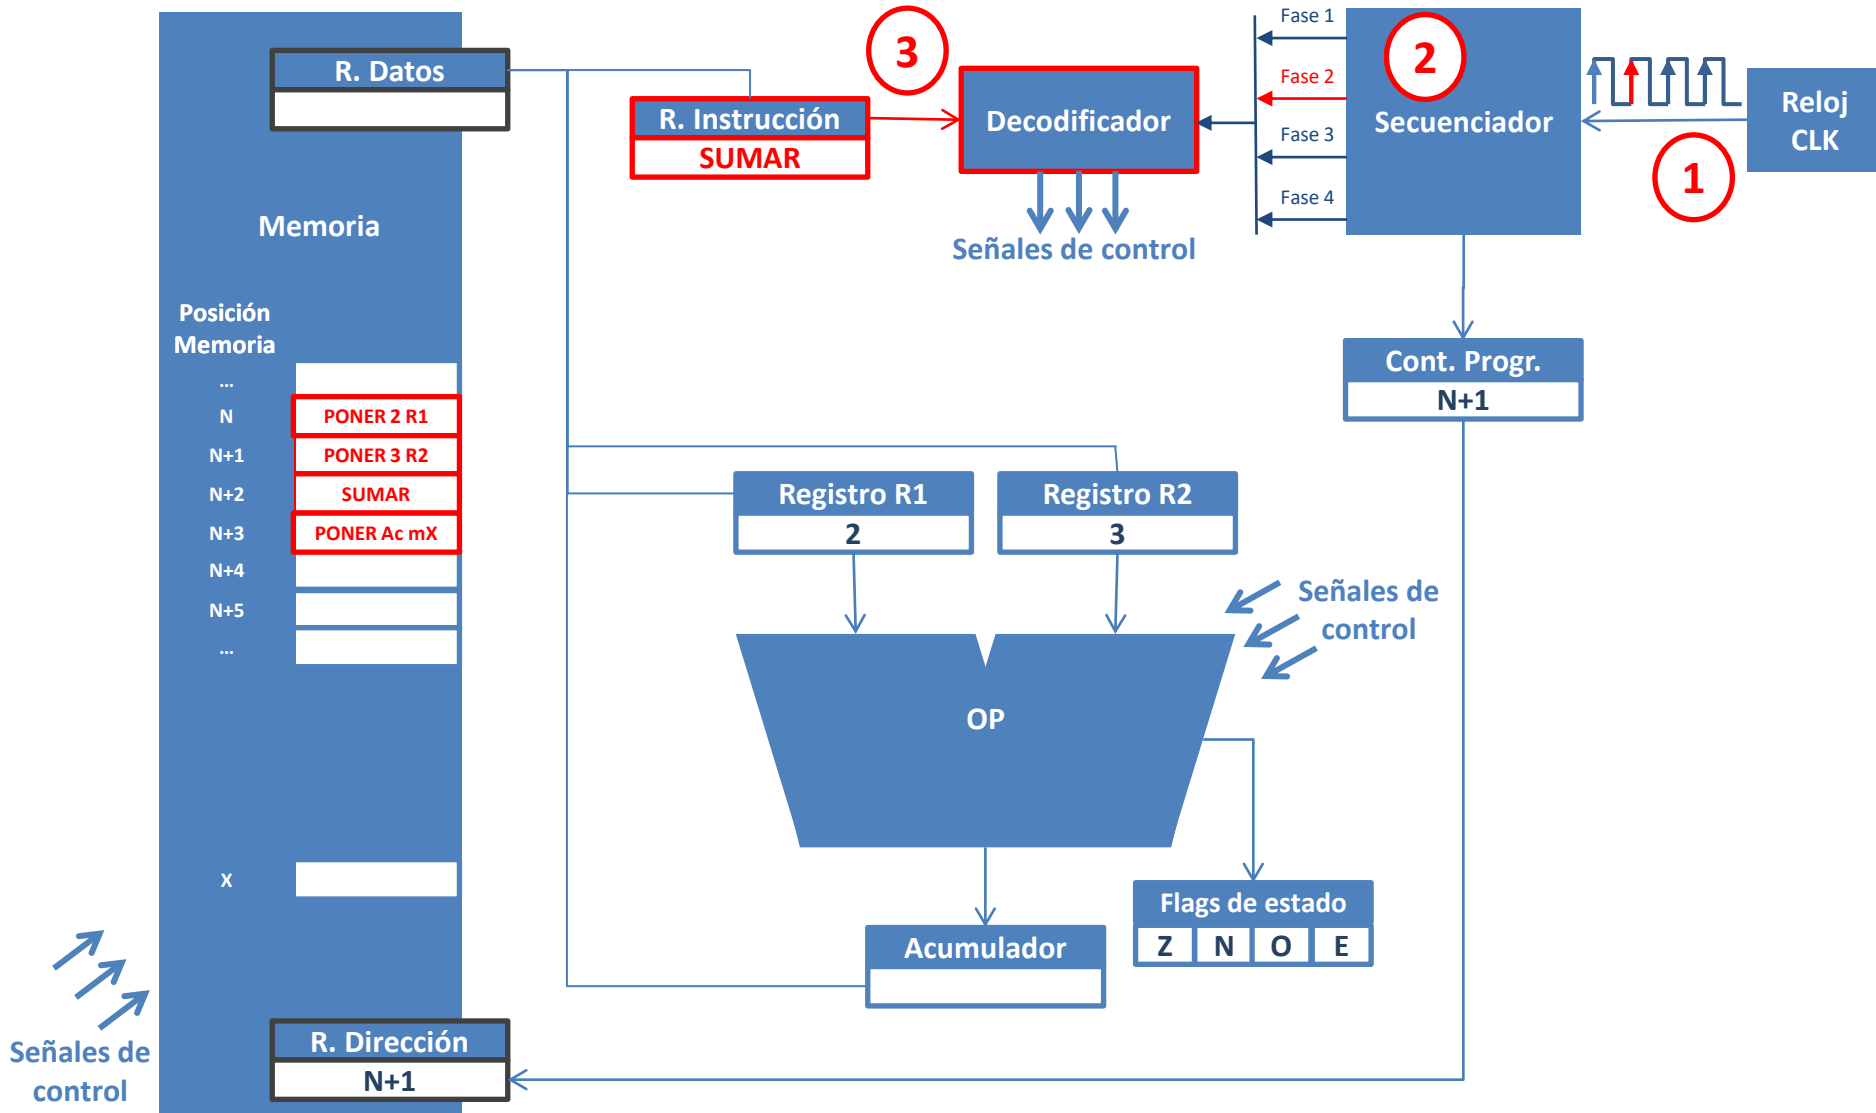 R. Datos
Memoria
Posición
Memoria
...
N
PONER 2 R1
N+1
PONER 3 R2
N+2
SUMAR
N+3
PONER Ac mX
N+4
N+5
...
X
Señales de
control
R. Dirección
N+1
R. Instrucción
SUMAR
3
Decodificador
Señales de control
Fase 1
Fase 2
Fase 3
Fase 4
2
Secuenciador
1
Reloj
CLK
Cont. Progr.
N+1
Registro R1
2
Registro R2
3
Señales de
control
OP
Flags de estado
Z N O E
Acumulador